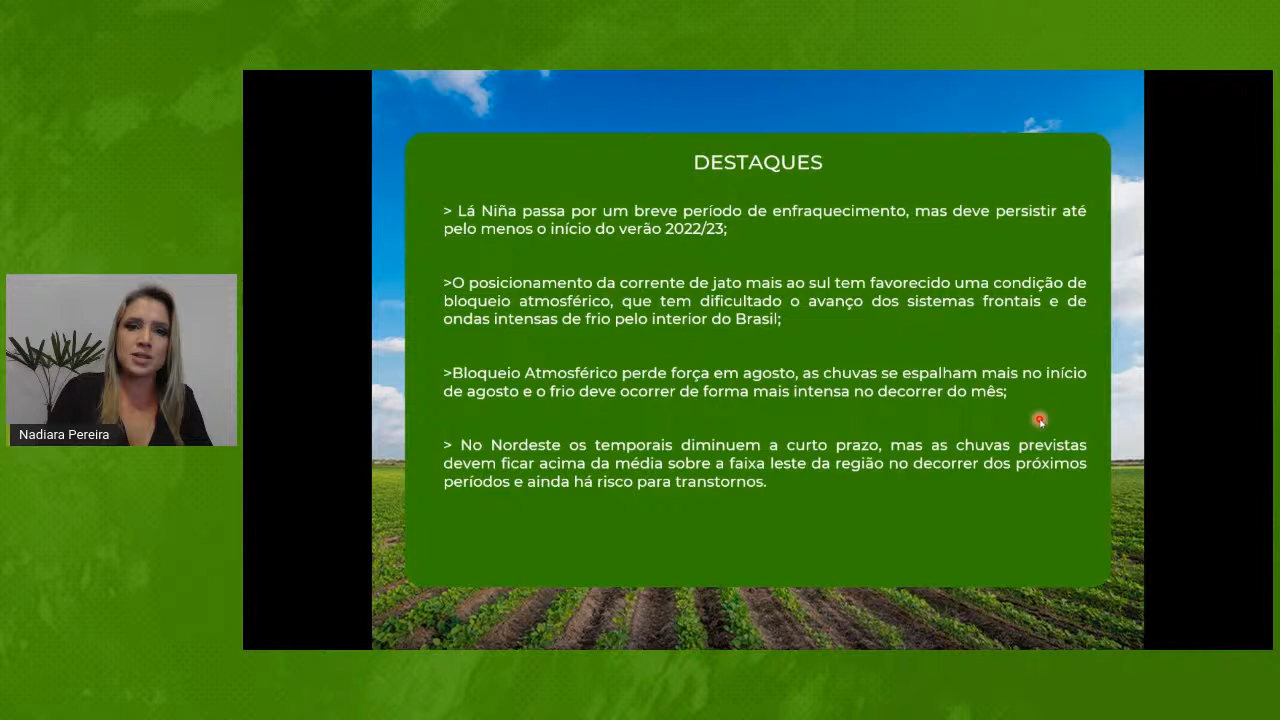 DESTAQUES
> Lá Niña passa por um breve período de enfraquecimento, mas deve persistir até
pelo menos o início do verão 2022/23;
>O posicionamento da corrente de jato mais ao sul tem favorecido uma condição de
bloqueio atmosférico, que tem dificultado o avanço dos sistemas frontais e de
ondas intensas de frio pelo interior do Brasil;
>Bloqueio Atmosférico perde força em agosto, as chuvas se espalham mais no início
de agosto e o frio deve ocorrer de forma mais intensa no decorrer do mês;
> No Nordeste os temporais diminuem a curto prazo, mas as chuvas previstas
devem ficar acima da média sobre a faixa leste da região no decorrer dos próximos
períodos e ainda há risco para transtornos.
Nadiara Pereira